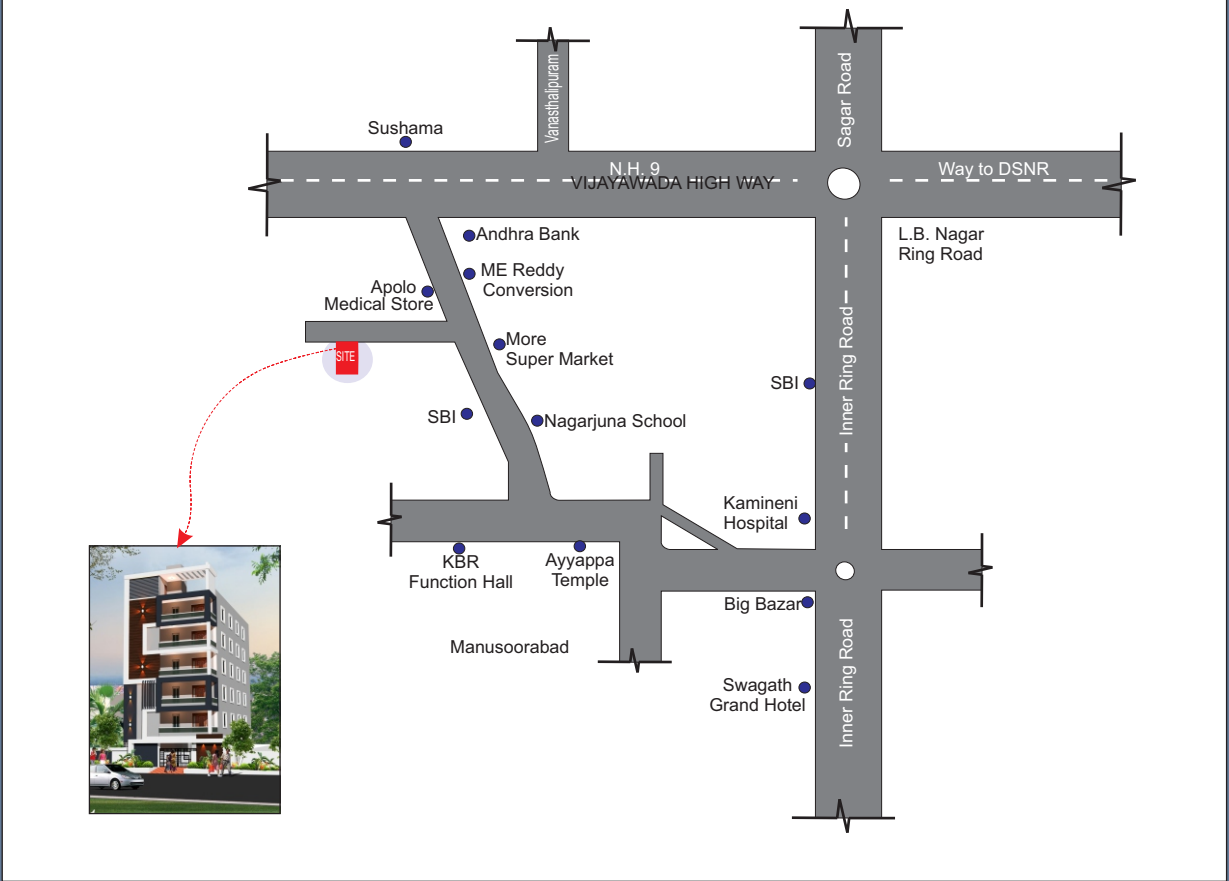 Vanasthalipuram
Sagar Road
Sushama
N.H. 9
VIJAYAWADA HIGH WAY
Way to DSNR
Andhra Bank
L.B. Nagar
Ring Road
ME Reddy
Conversion
Apolo
Medical Store
More
Super Market
SITE
Inner Ring Road
SBI
SBI
Nagarjuna School
Kamineni
Hospital
KBR
Function Hall
Ayyappa
Temple
Big Bazar
Manusoorabad
Inner Ring Road
Swagath
Grand Hotel